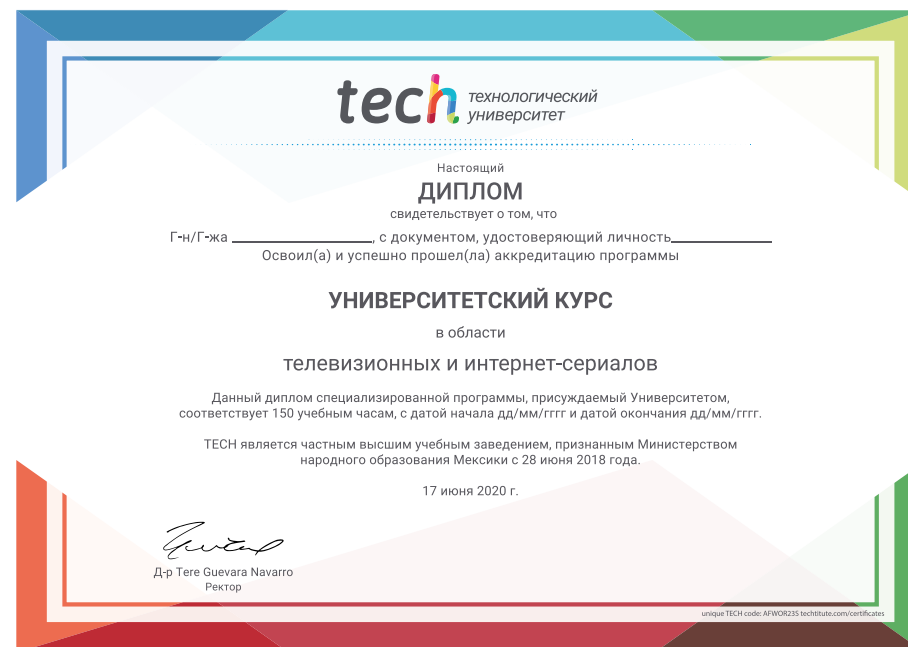 tech технологический
университет
Настоящий
ДИПЛОМ
свидетельствует о том, что
Г-н/Г-жа ____________________, с документом, удостоверяющий личность______________
Освоил(а) и успешно прошел(ла) аккредитацию программы
УНИВЕРСИТЕТСКИЙ КУРС
в области
телевизионных и интернет-сериалов
Данный диплом специализированной программы, присуждаемый Университетом,
соответствует 150 учебным часам, с датой начала дд/мм/гггг и датой окончания дд/мм/гггг.
TECH является частным высшим учебным заведением, признанным Министерством
народного образования Мексики с 28 июня 2018 года.
17 июня 2020 г.
Д-р Tere Guevara Navarro
Ректор
unique TECH code: AFWOR23S techtitute.com/certificates